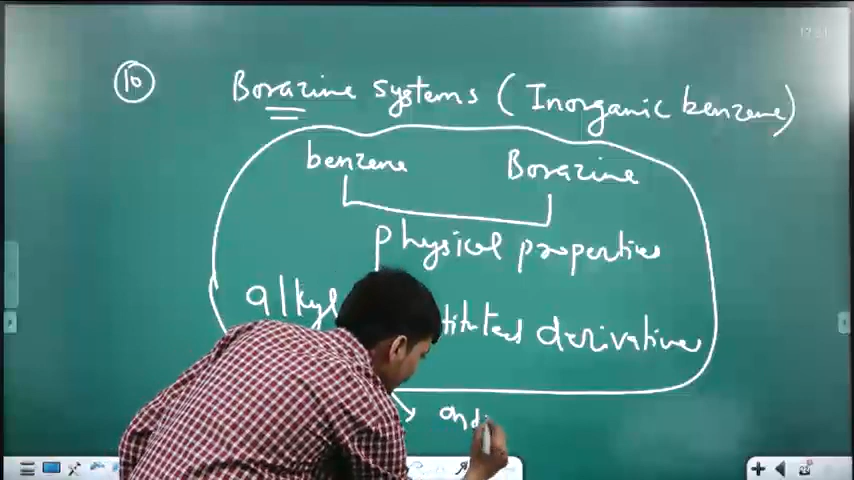 10 Borazine systems (Inorganic benzene)
benzene Borazine
physical properties
alkyl derivative
and